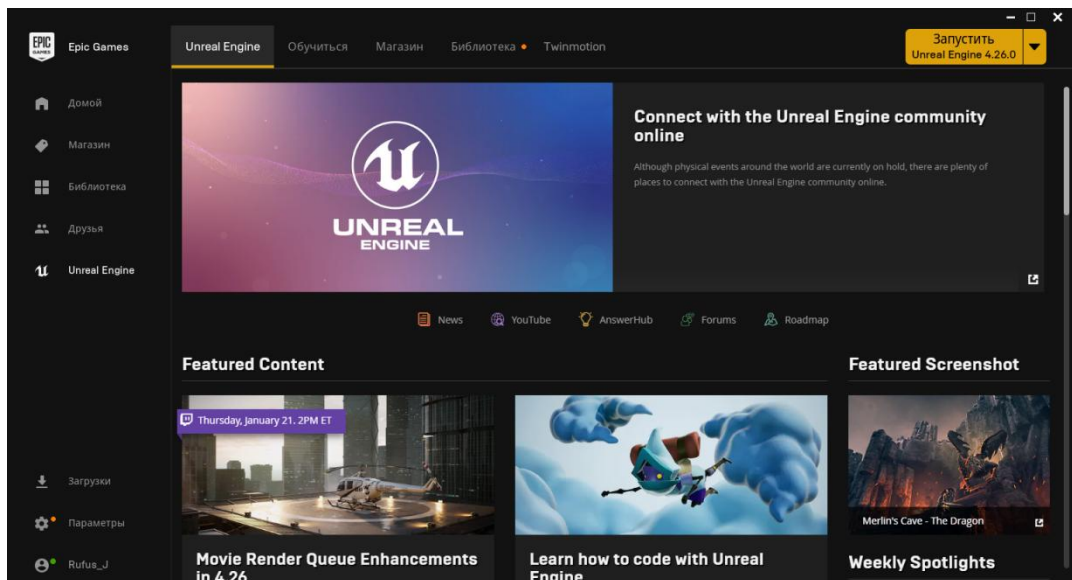 EPIC
GAMES
Epic Games
Unreal Engine
Обучиться
Магазин
Библиотека
Twinmotion
Запустить
Unreal Engine 4.26.0
Домой
Магазин
Библиотека
Друзья
Unreal Engine
Загрузки
Параметры
Rufus_J
UNREAL
ENGINE
Connect with the Unreal Engine community
online
Although physical events around the world are currently on hold, there are plenty of
places to connect with the Unreal Engine community online.
News
YouTube
AnswerHub
Forums
Roadmap
Featured Content
Thursday, January 21. 2PM ET
Movie Render Queue Enhancements
in 4.26
Learn how to code with Unreal
Engine
Featured Screenshot
Merlin's Cave - The Dragon
Weekly Spotlights